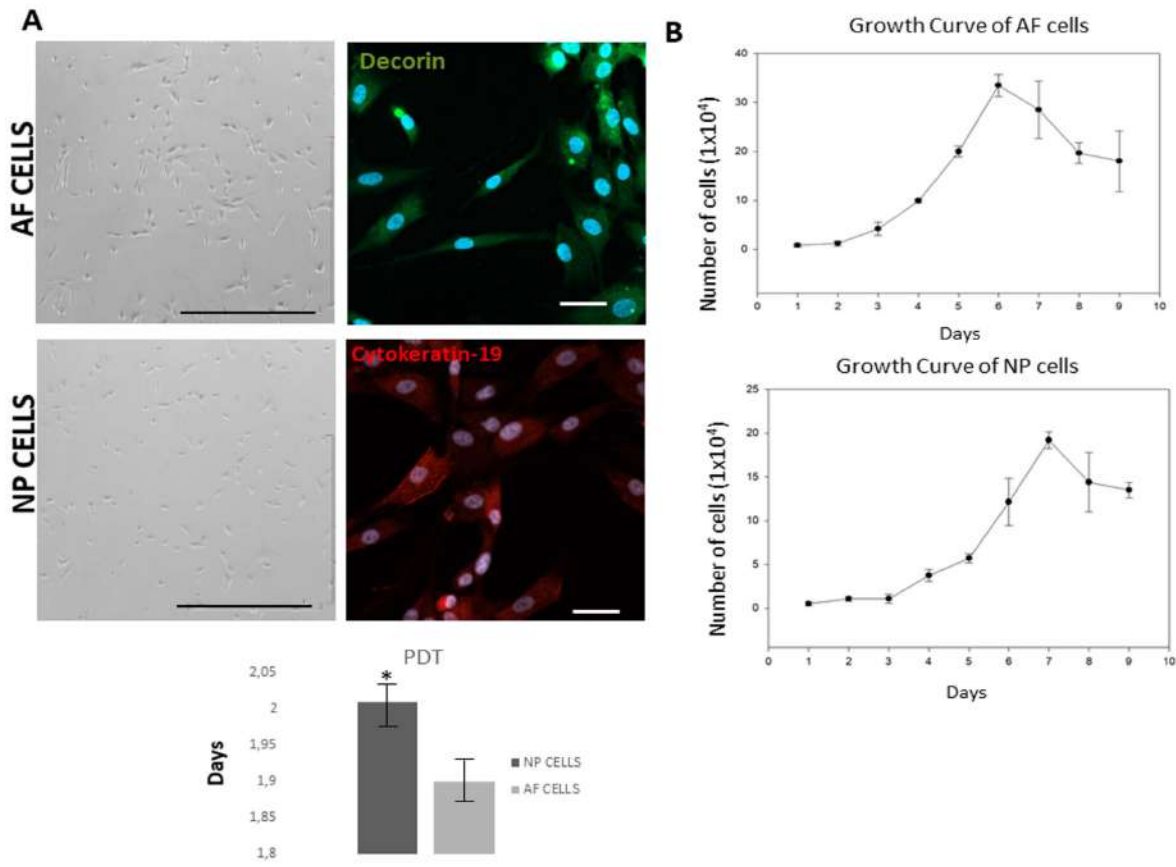 A
AF CELLS
Decorin
NP CELLS
Cytokeratin-19
PDT
2,05
2
1,95
1,9
1,85
1,8
Days
*
NP CELLS
AF CELLS
B
Growth Curve of AF cells
Number of cells (1x10⁴)
40
30
20
10
0
0 1 2 3 4 5 6 7 8 9 10
Days
Growth Curve of NP cells
Number of cells (1x10⁴)
25
20
15
10
5
0
0 1 2 3 4 5 6 7 8 9 10
Days